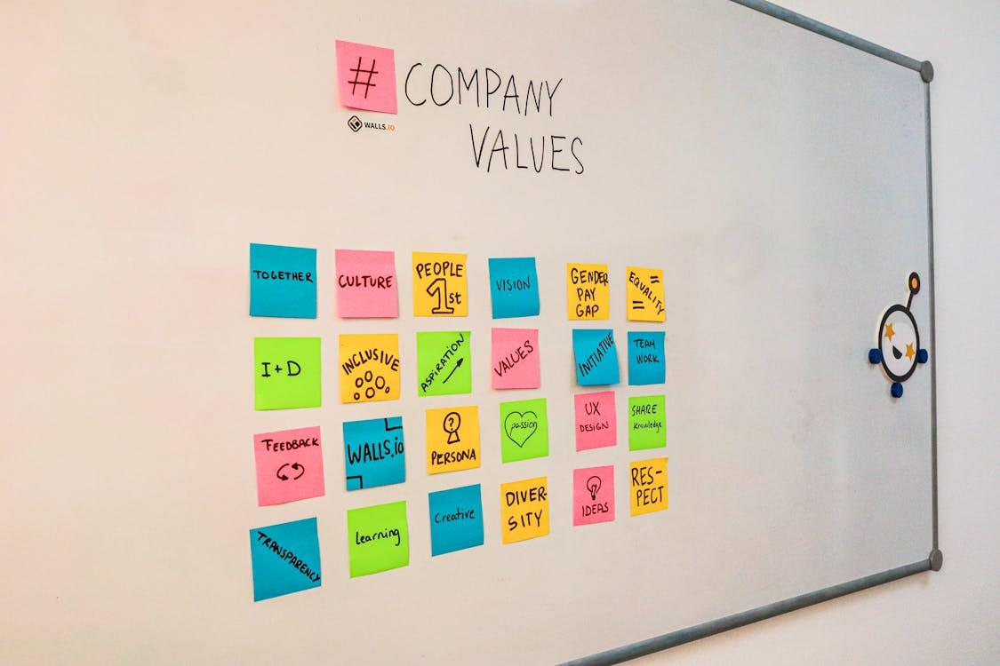 # COMPANY
WALLS.IO
VALUES
TOGETHER
CULTURE
PEOPLE
1st
VISION
GENDER
PAY
GAP
EQUALITY
I+D
INCLUSIVE
ASPIRATION
VALUES
INITIATIVE
TEAM
WORK
FEEDBACK
WALLS.io
?
PERSONA
passion
UX
DESIGN
SHARE
Knowledge
TRANSPARENCY
Learning
Creative
DIVER-
SITY
IDEAS
RES-
PECT